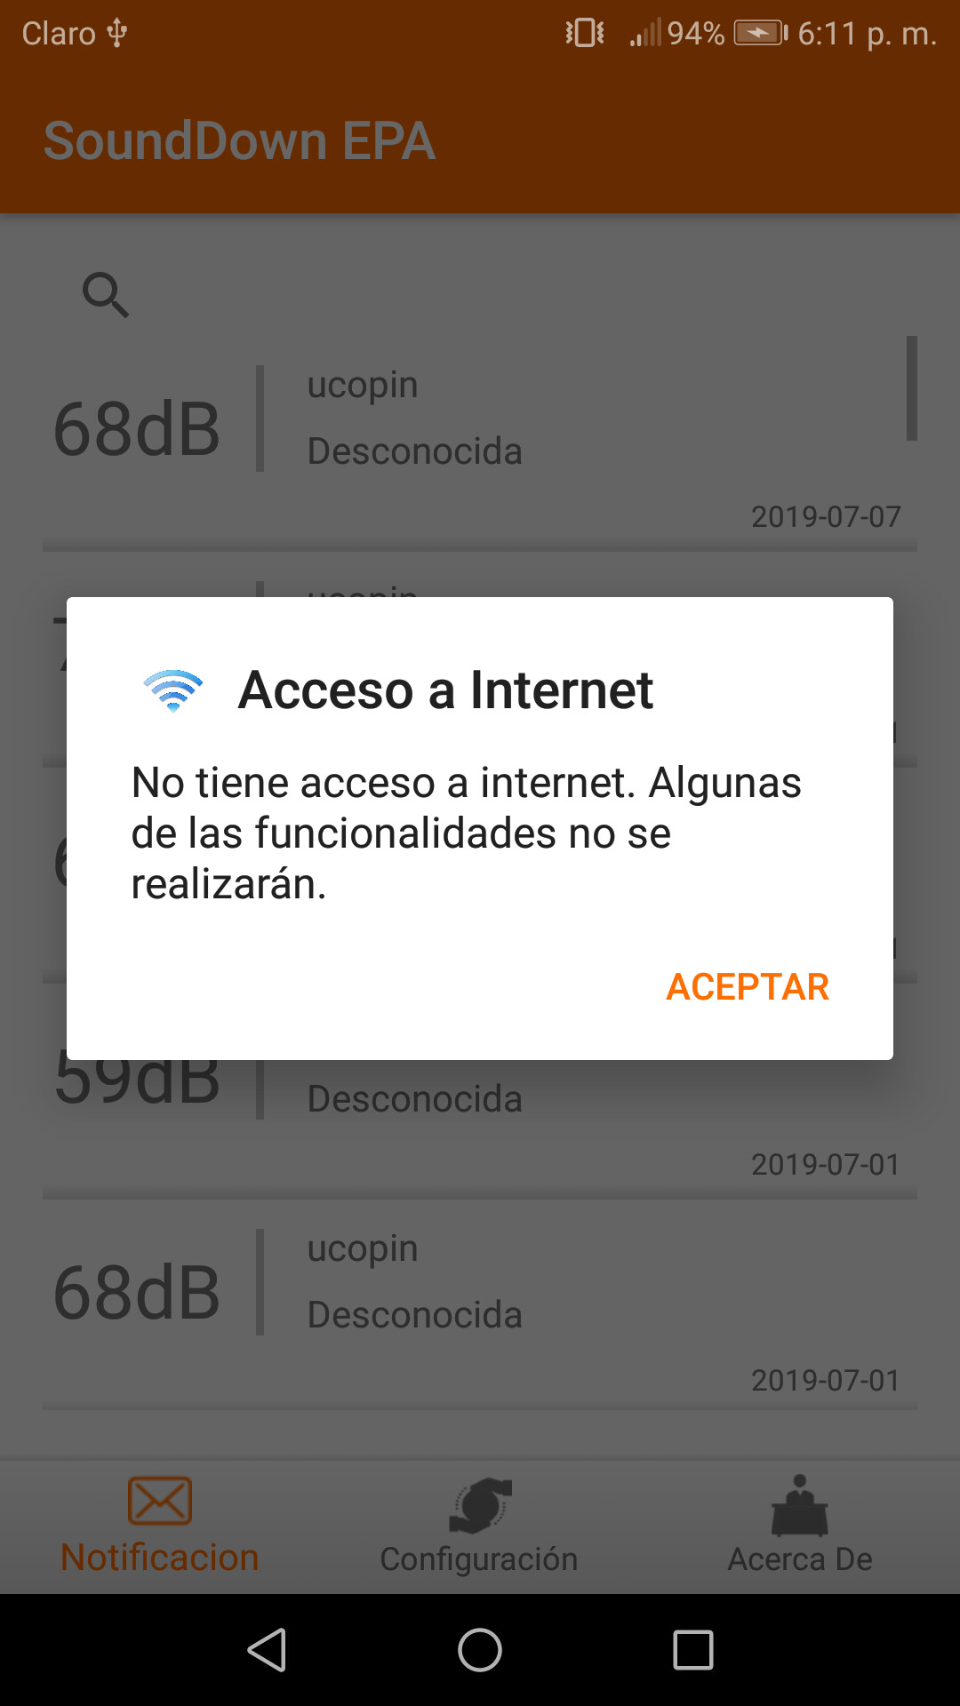 Claro
94% 6:11 p. m.
SoundDown EPA
68dB
ucopin
Desconocida
2019-07-07
Acceso a Internet
No tiene acceso a internet. Algunas
de las funcionalidades no se
realizarán.
ACEPTAR
59dB
Desconocida
2019-07-01
68dB
ucopin
Desconocida
2019-07-01
Notificacion
Configuración
Acerca De